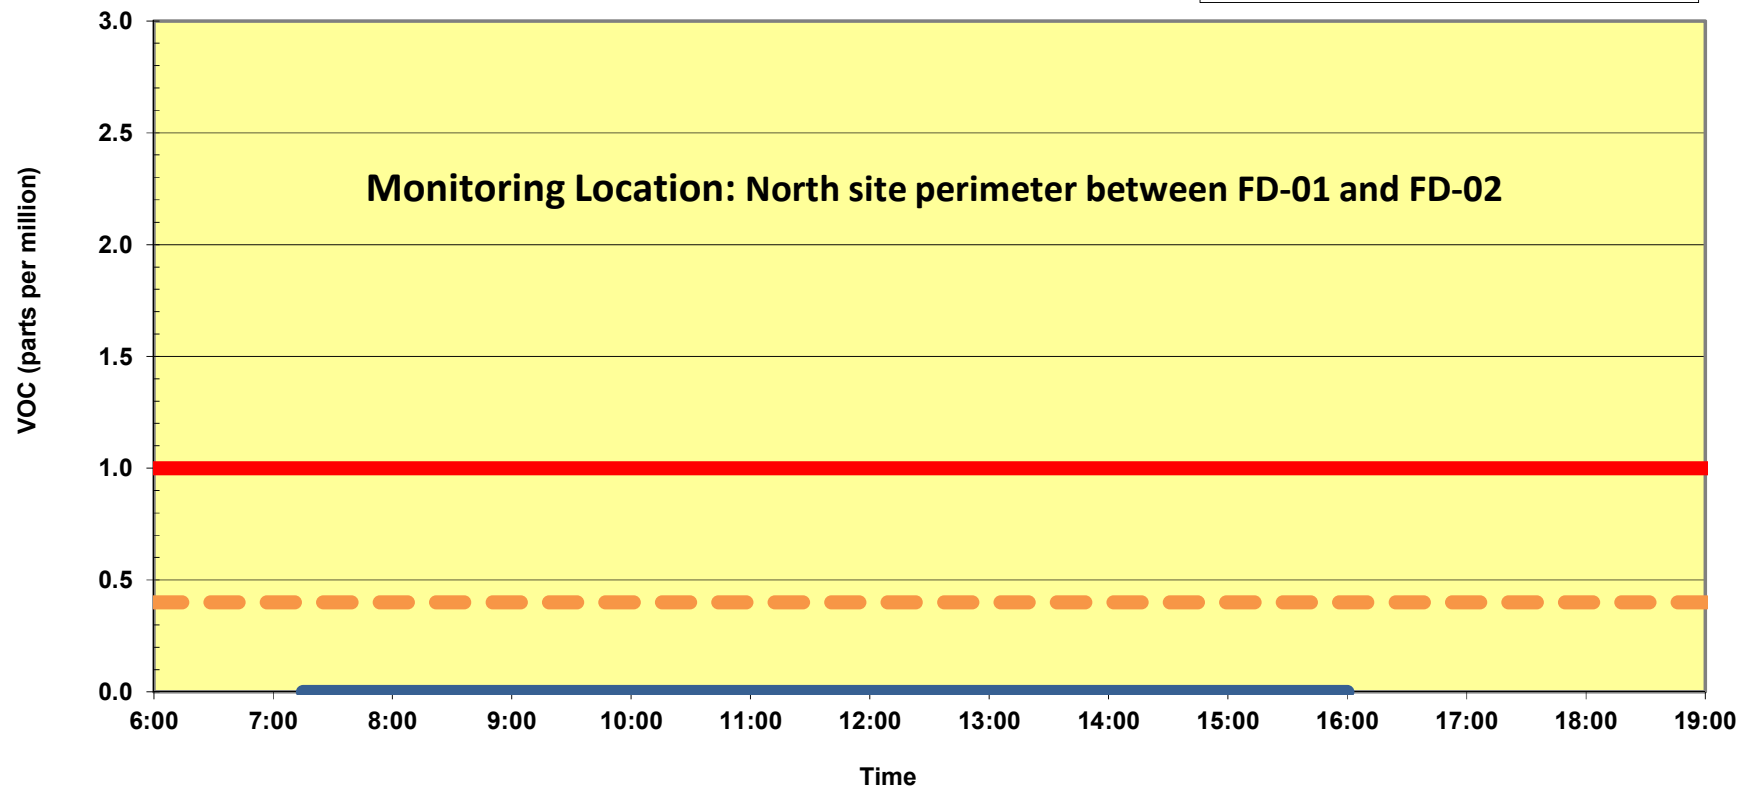 3.0
2.5
Monitoring Location: North site perimeter between FD-01 and FD-02
2.0
1.5
1.0
0.5
0.0
VOC (parts per million)
6:00 7:00 8:00 9:00 10:00 11:00 12:00 13:00 14:00 15:00 16:00 17:00 18:00 19:00
Time